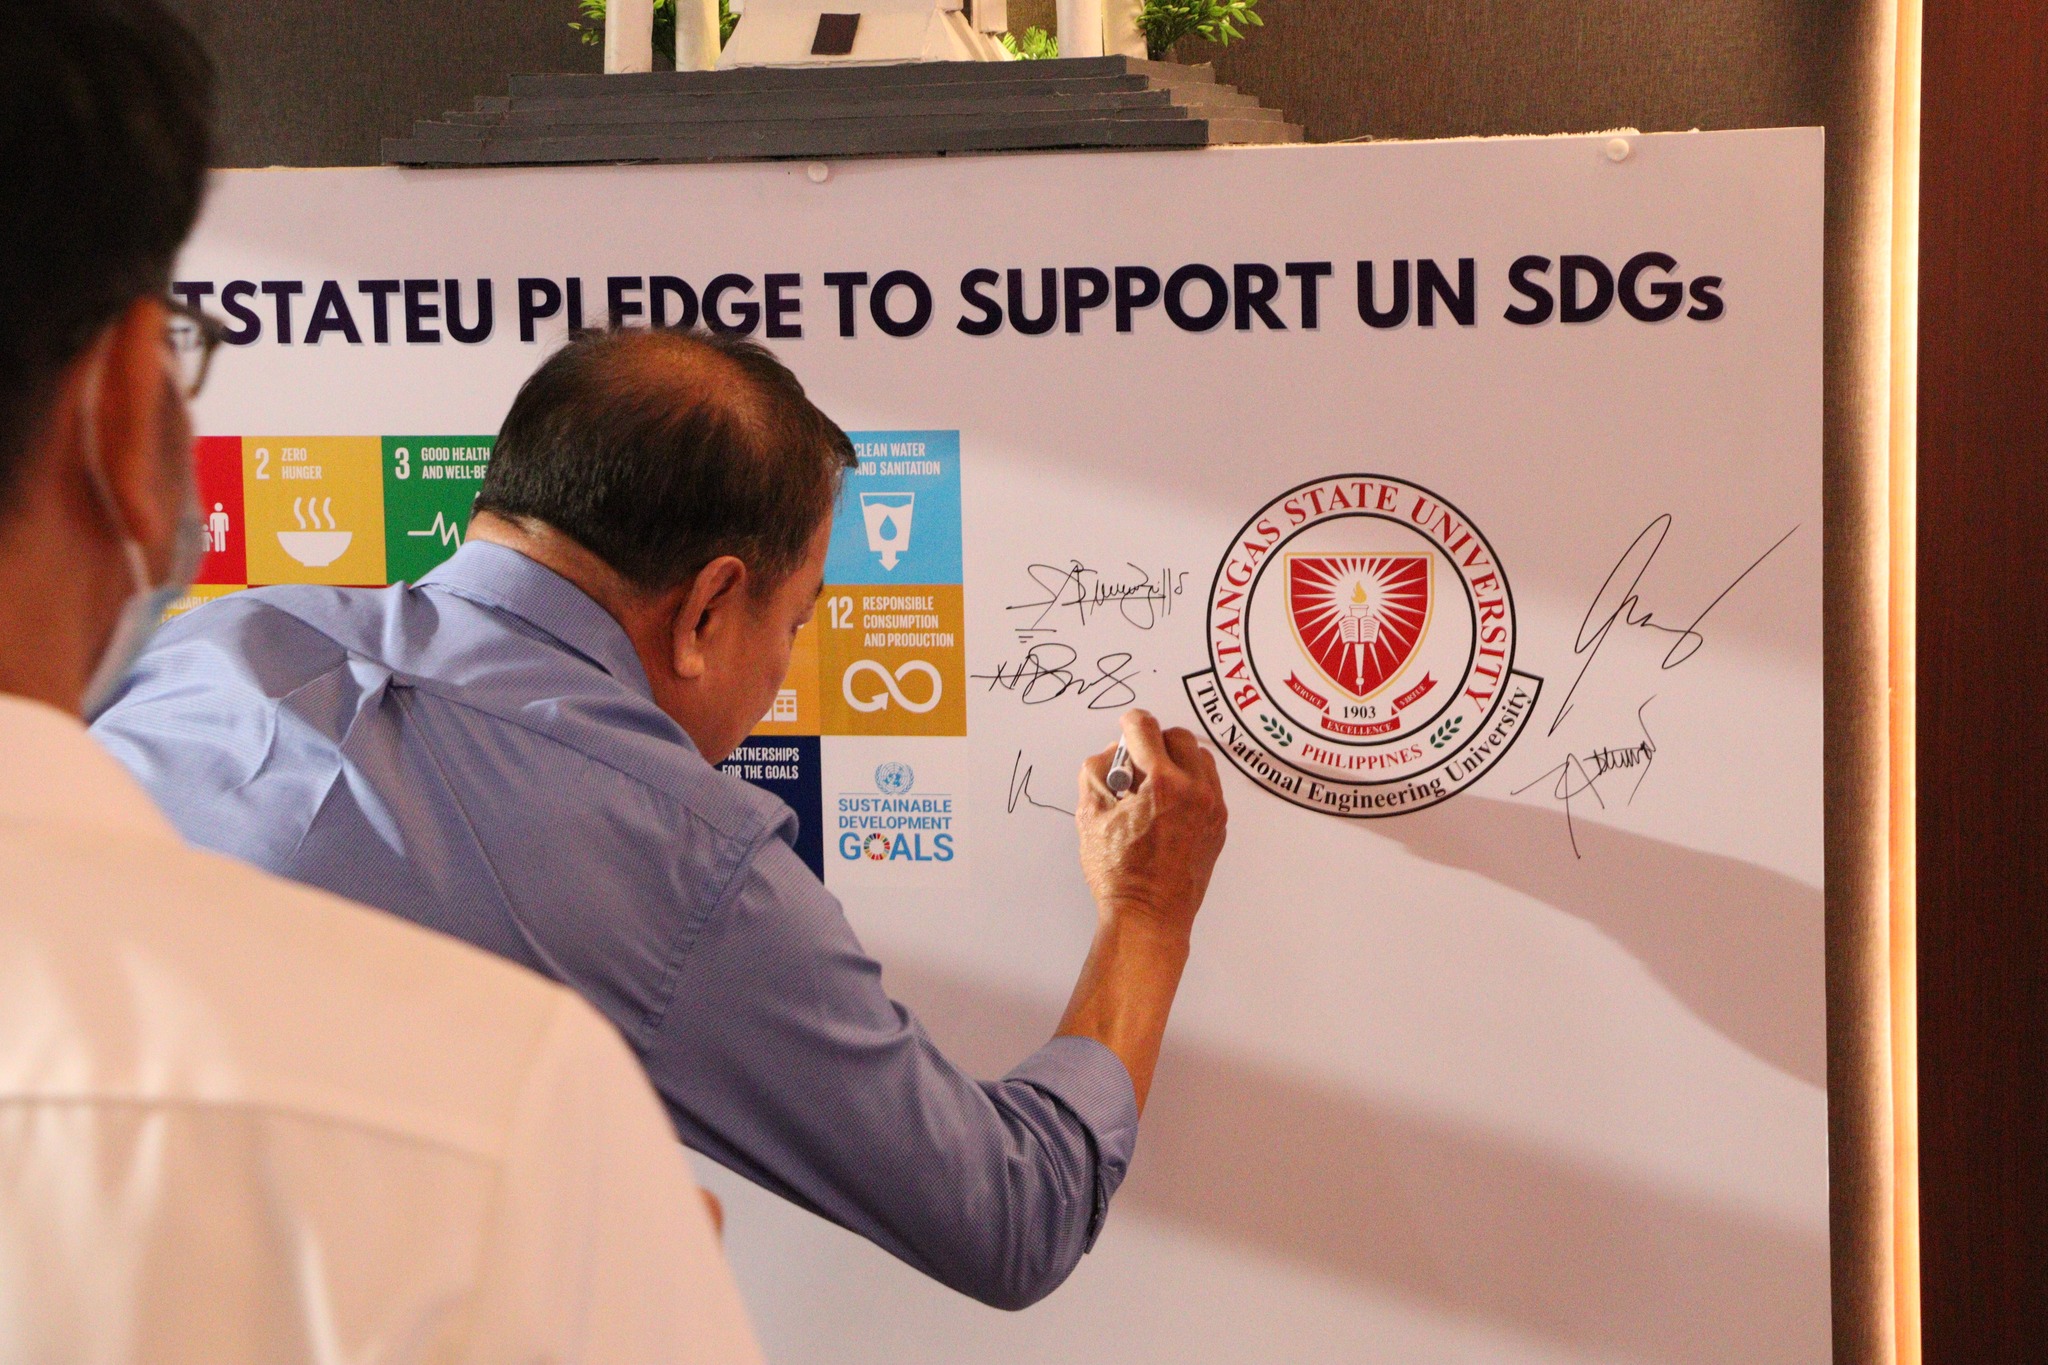 TSTATEU PLEDGE TO SUPPORT UN SDGs
2 ZERO
HUNGER
3 GOOD HEALTH
AND WELL-BE
CLEAN WATER
AND SANITATION
12 RESPONSIBLE
CONSUMPTION
AND PRODUCTION
PARTNERSHIPS
FOR THE GOALS
SUSTAINABLE
DEVELOPMENT
GOALS
BATANGAS STATE UNIVERSITY
SERVICE
EXCELLENCE
VIRTUE
1903
PHILIPPINES
The National Engineering University